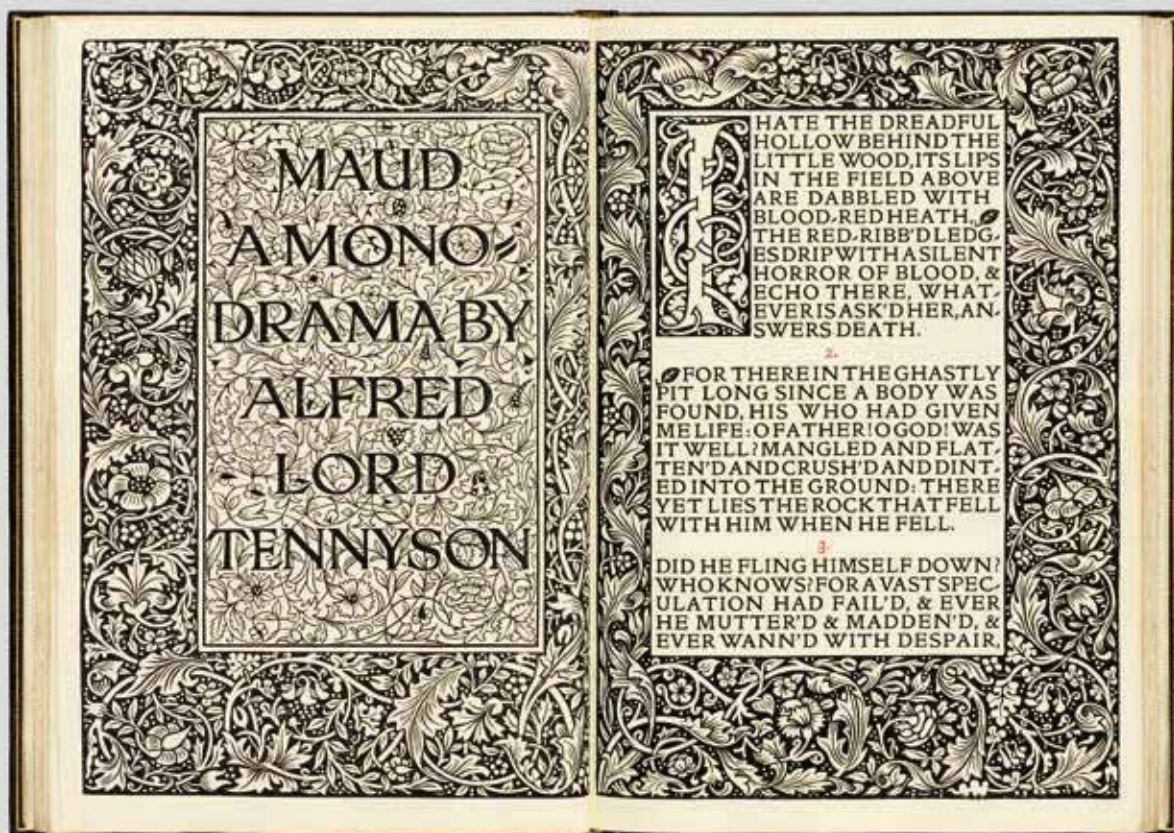 MAUD
A MONO-
DRAMA BY
ALFRED
LORD
TENNYSON
I HATE THE DREADFUL
HOLLOW BEHIND THE
LITTLE WOOD, ITS LIPS
IN THE FIELD ABOVE
ARE DABBLED WITH
BLOOD-RED HEATH,
THE RED-RIBB'D LEDG-
ES DRIP WITH A SILENT
HORROR OF BLOOD, &
ECHO THERE, WHAT-
EVER IS ASK'D HER, AN-
SWERS DEATH.
2.
FOR THERE IN THE GHASTLY
PIT LONG SINCE A BODY WAS
FOUND, HIS WHO HAD GIVEN
ME LIFE: O FATHER! O GOD! WAS
IT WELL? MANGLED AND FLAT-
TEN'D AND CRUSH'D AND DINT-
ED INTO THE GROUND: THERE
YET LIES THE ROCK THAT FELL
WITH HIM WHEN HE FELL.
3.
DID HE FLING HIMSELF DOWN?
WHO KNOWS? FOR A VAST SPEC-
ULATION HAD FAIL'D, & EVER
HE MUTTER'D & MADDEN'D, &
EVER WANN'D WITH DESPAIR,